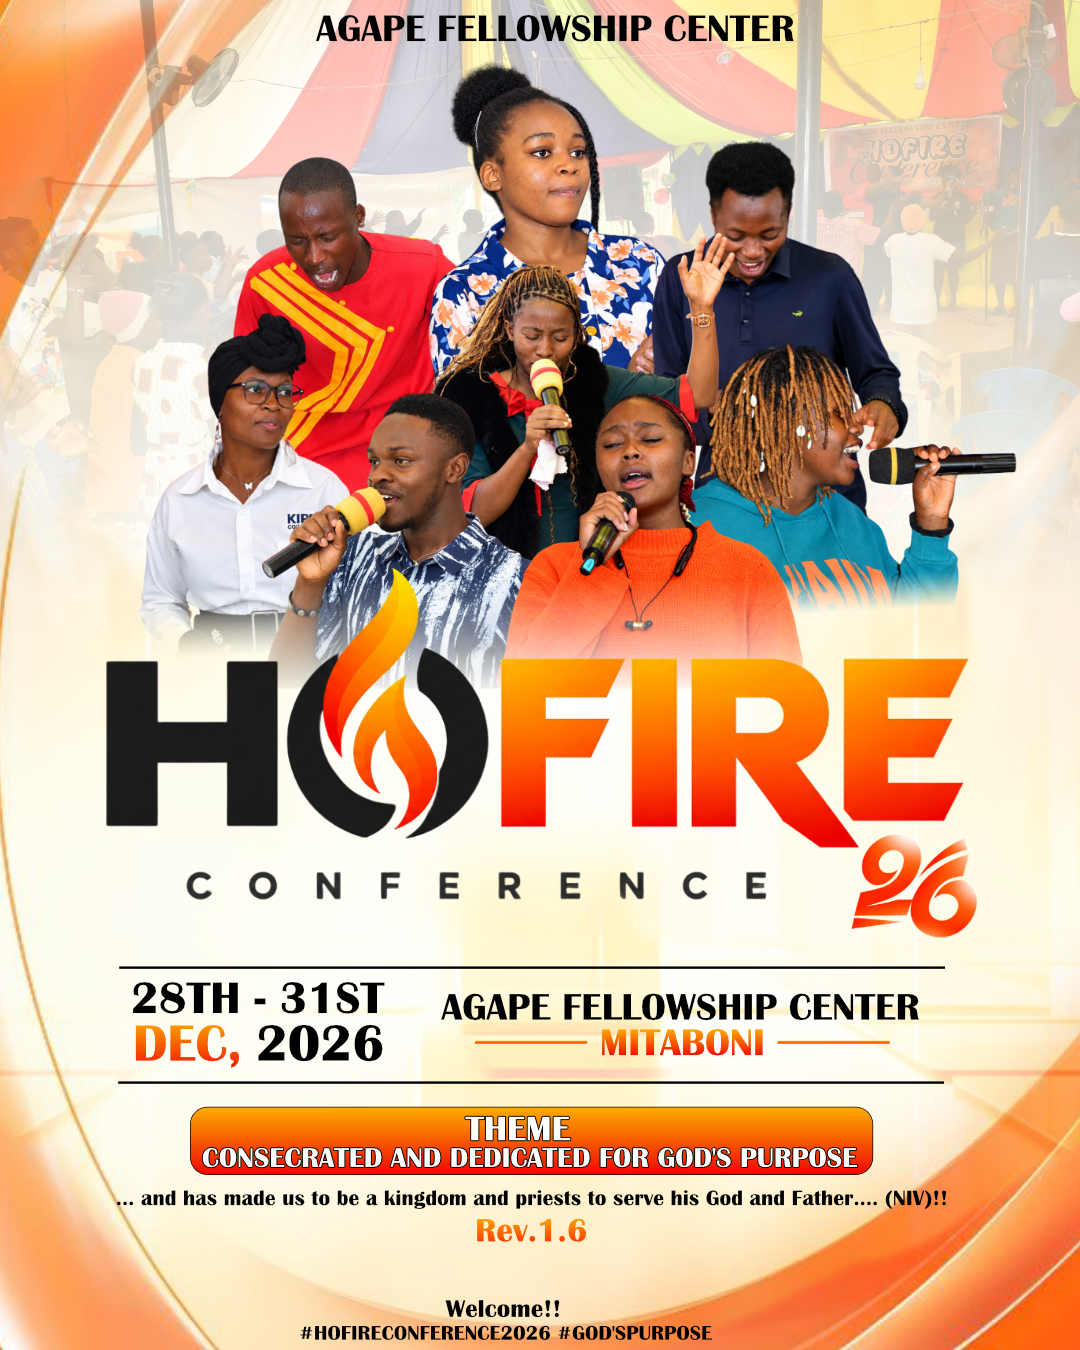 AGAPE FELLOWSHIP CENTER
HOFIRE
KIP
HOFIRE
CONFERENCE
26
28TH - 31ST
DEC, 2026
AGAPE FELLOWSHIP CENTER
MITABONI
THEME
CONSECRATED AND DEDICATED FOR GOD'S PURPOSE
... and has made us to be a kingdom and priests to serve his God and Father.... (NIV)!!
Rev.1.6
Welcome!!
#HOFIRECONFERENCE2026 #GOD'SPURPOSE